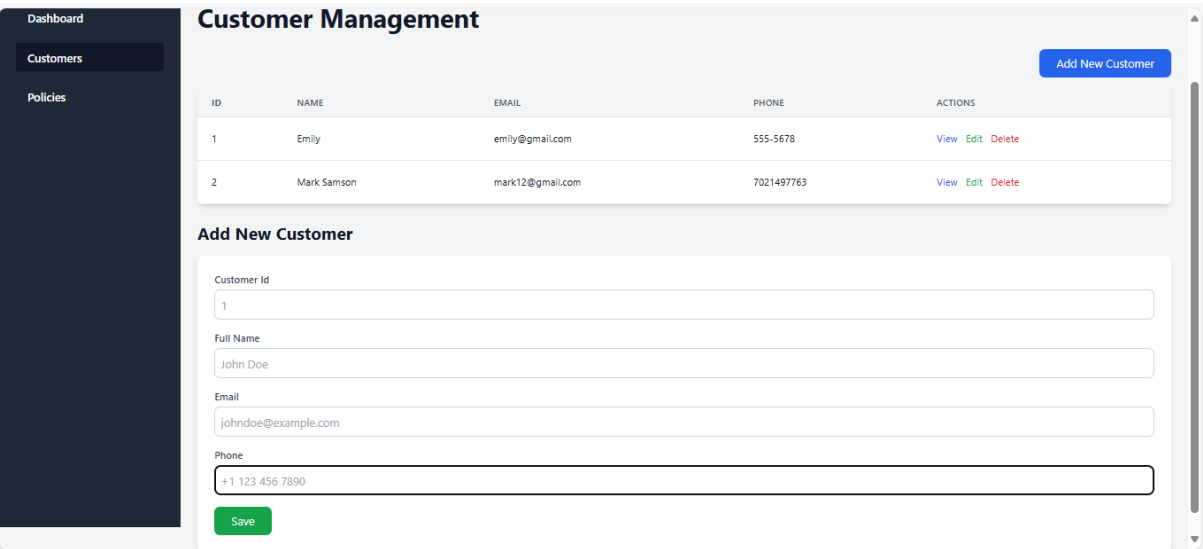 Dashboard
Customers
Policies
Customer Management
Add New Customer
ID NAME EMAIL PHONE ACTIONS
1 Emily emily@gmail.com 555-5678 View Edit Delete
2 Mark Samson mark12@gmail.com 7021497763 View Edit Delete
Add New Customer
Customer Id
1
Full Name
John Doe
Email
johndoe@example.com
Phone
+1 123 456 7890
Save